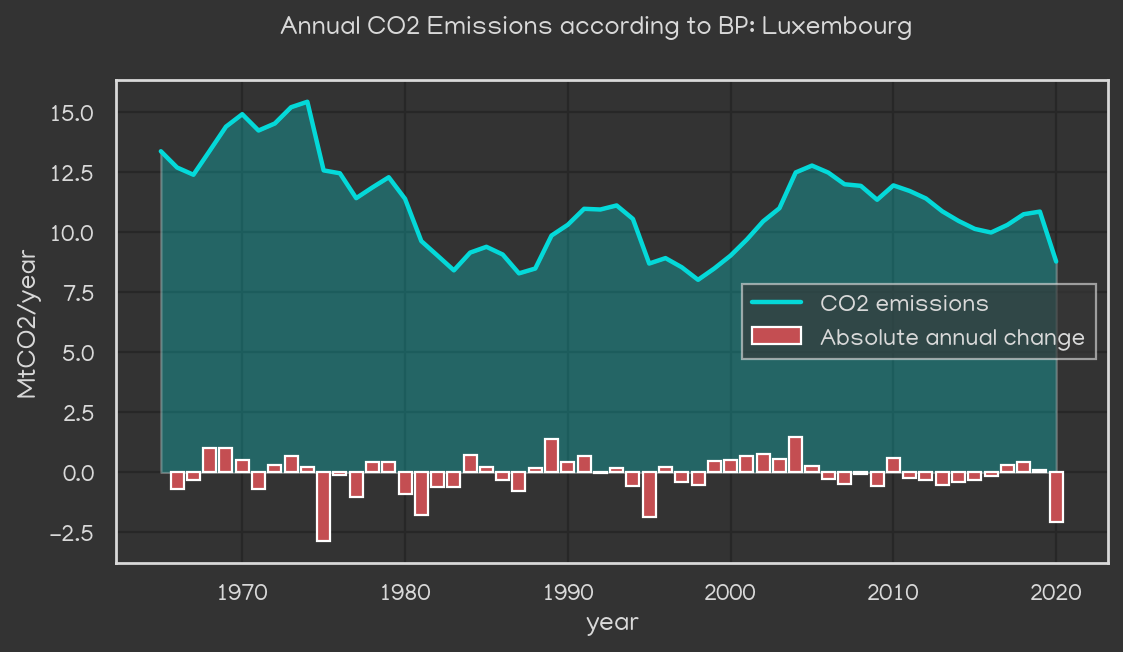 Annual CO2 Emissions according to BP: Luxembourg
15.0
12.5
10.0
7.5
5.0
2.5
0.0
−2.5
MtCO2/year
CO2 emissions
Absolute annual change
1970 1980 1990 2000 2010 2020
year